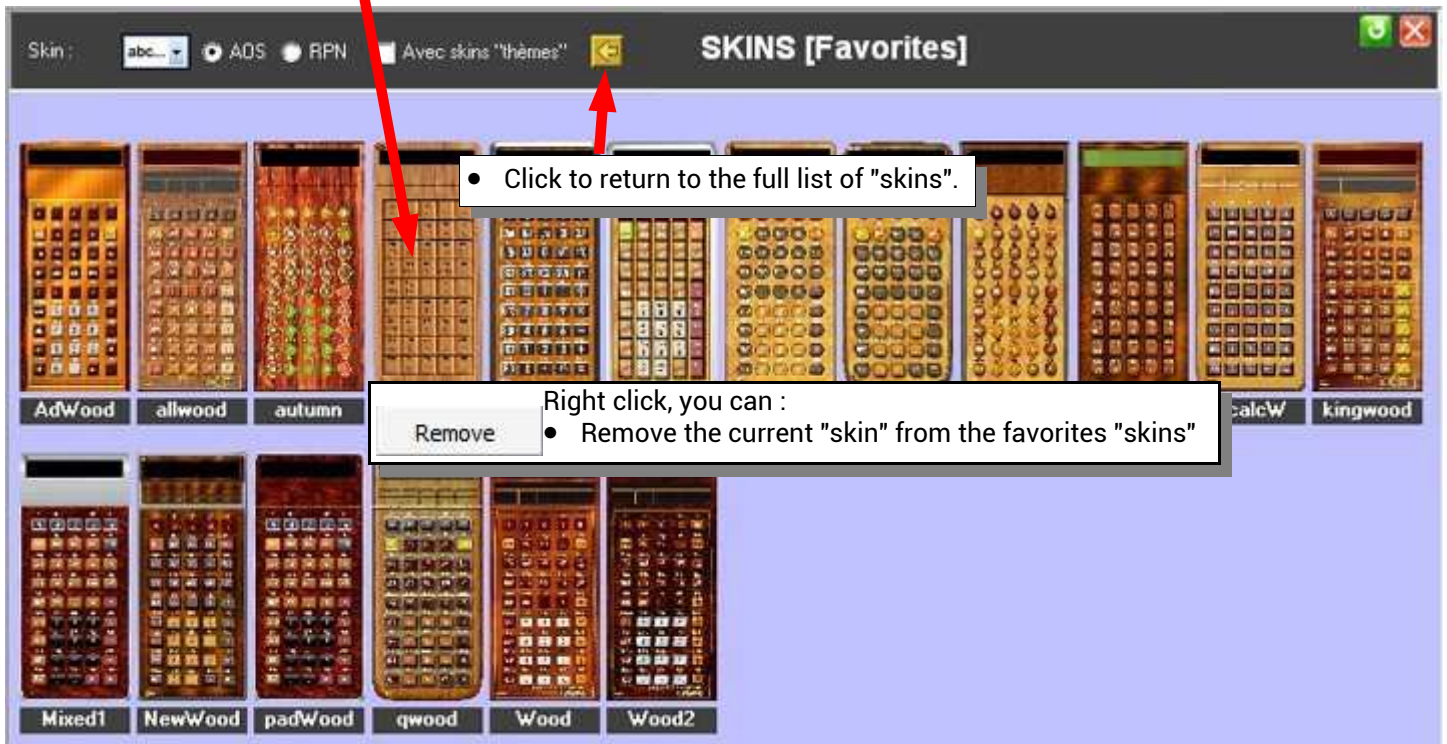 Skin : abc... AOS RPN Avec skins "thèmes" SKINS [Favorites]
• Click to return to the full list of "skins".
AdWood allwood autumn calcW kingwood
Right click, you can :
Remove • Remove the current "skin" from the favorites "skins"
Mixed1 NewWood padWood qwood Wood Wood2